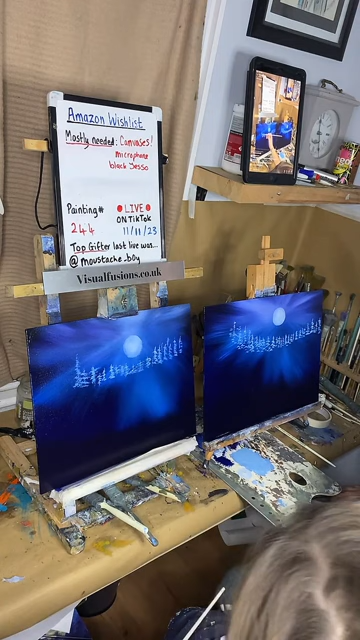 Amazon Wishlist
Mostly needed: Canvases!
microphone
black gesso
Painting#
244
LIVE
ON TikTok
11/11/23
Top Gifter last live was...
@moustache_boy
Visualfusions.co.uk